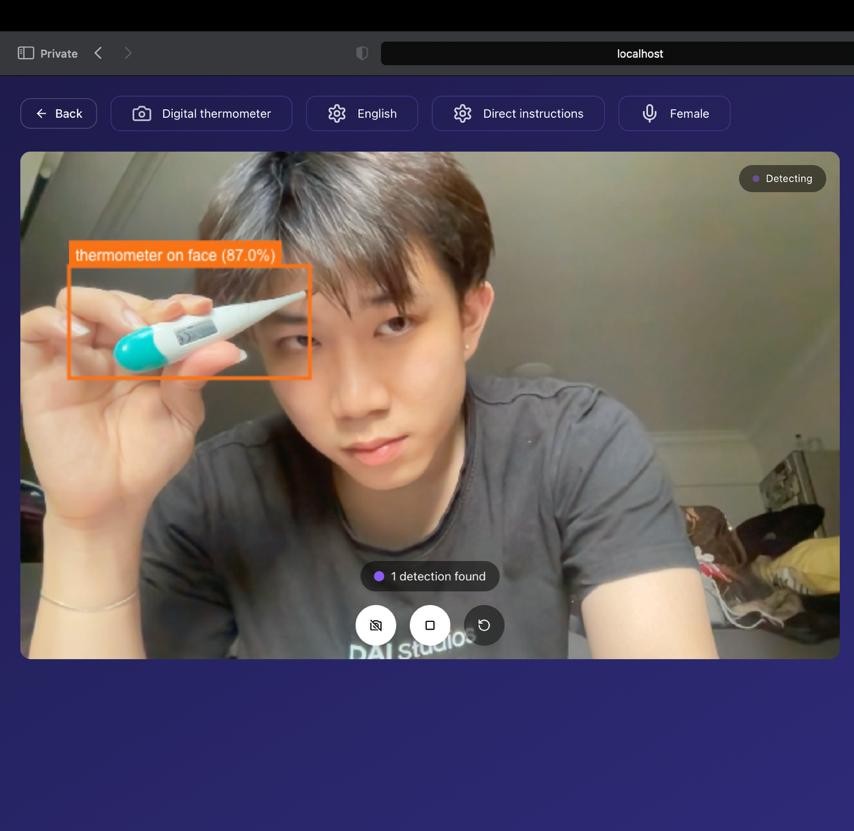 Private
localhost
Back
Digital thermometer
English
Direct instructions
Female
Detecting
thermometer on face (87.0%)
1 detection found
DAI Studios